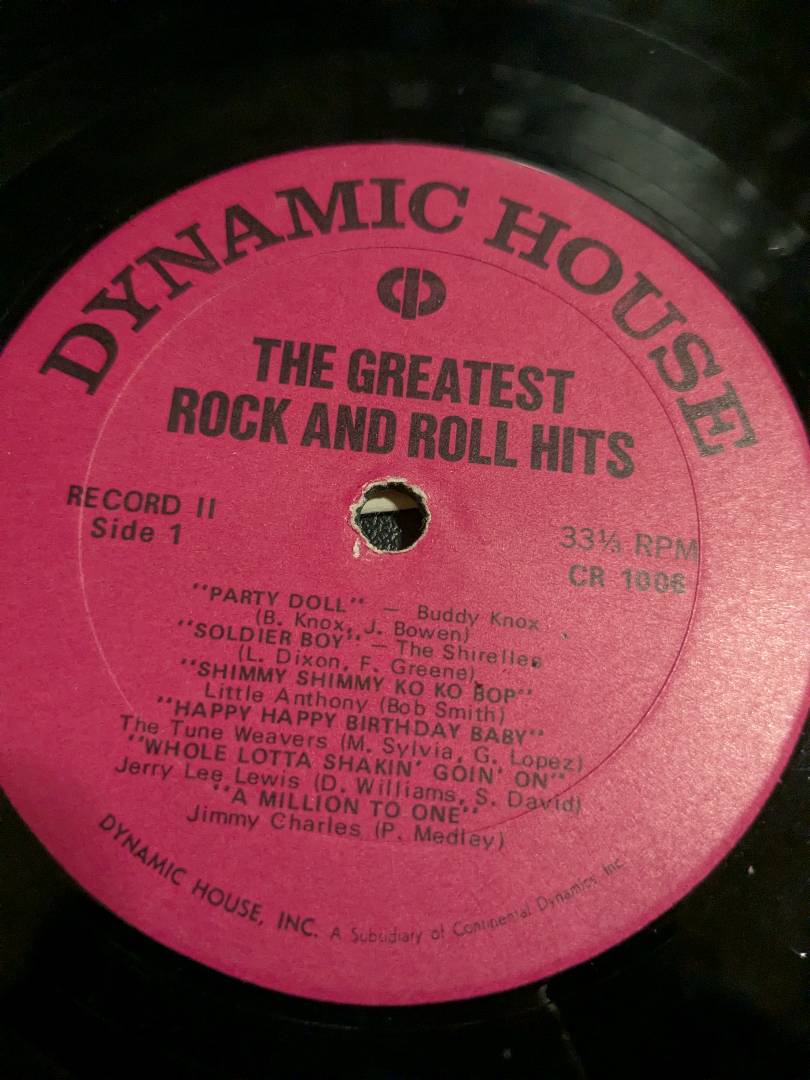 DYNAMIC HOUSE
THE GREATEST
ROCK AND ROLL HITS
RECORD II
Side 1
33⅓ RPM
CR 1006
"PARTY DOLL" — Buddy Knox
(B. Knox, J. Bowen)
"SOLDIER BOY" — The Shirelles
(L. Dixon, F. Greene)
"SHIMMY SHIMMY KO KO BOP"
Little Anthony (Bob Smith)
"HAPPY HAPPY BIRTHDAY BABY"
The Tune Weavers (M. Sylvia, G. Lopez)
"WHOLE LOTTA SHAKIN' GOIN' ON"
Jerry Lee Lewis (D. Williams, S. David)
"A MILLION TO ONE"
Jimmy Charles (P. Medley)
DYNAMIC HOUSE, INC. A Subsidiary of Continental Dynamics, Inc.